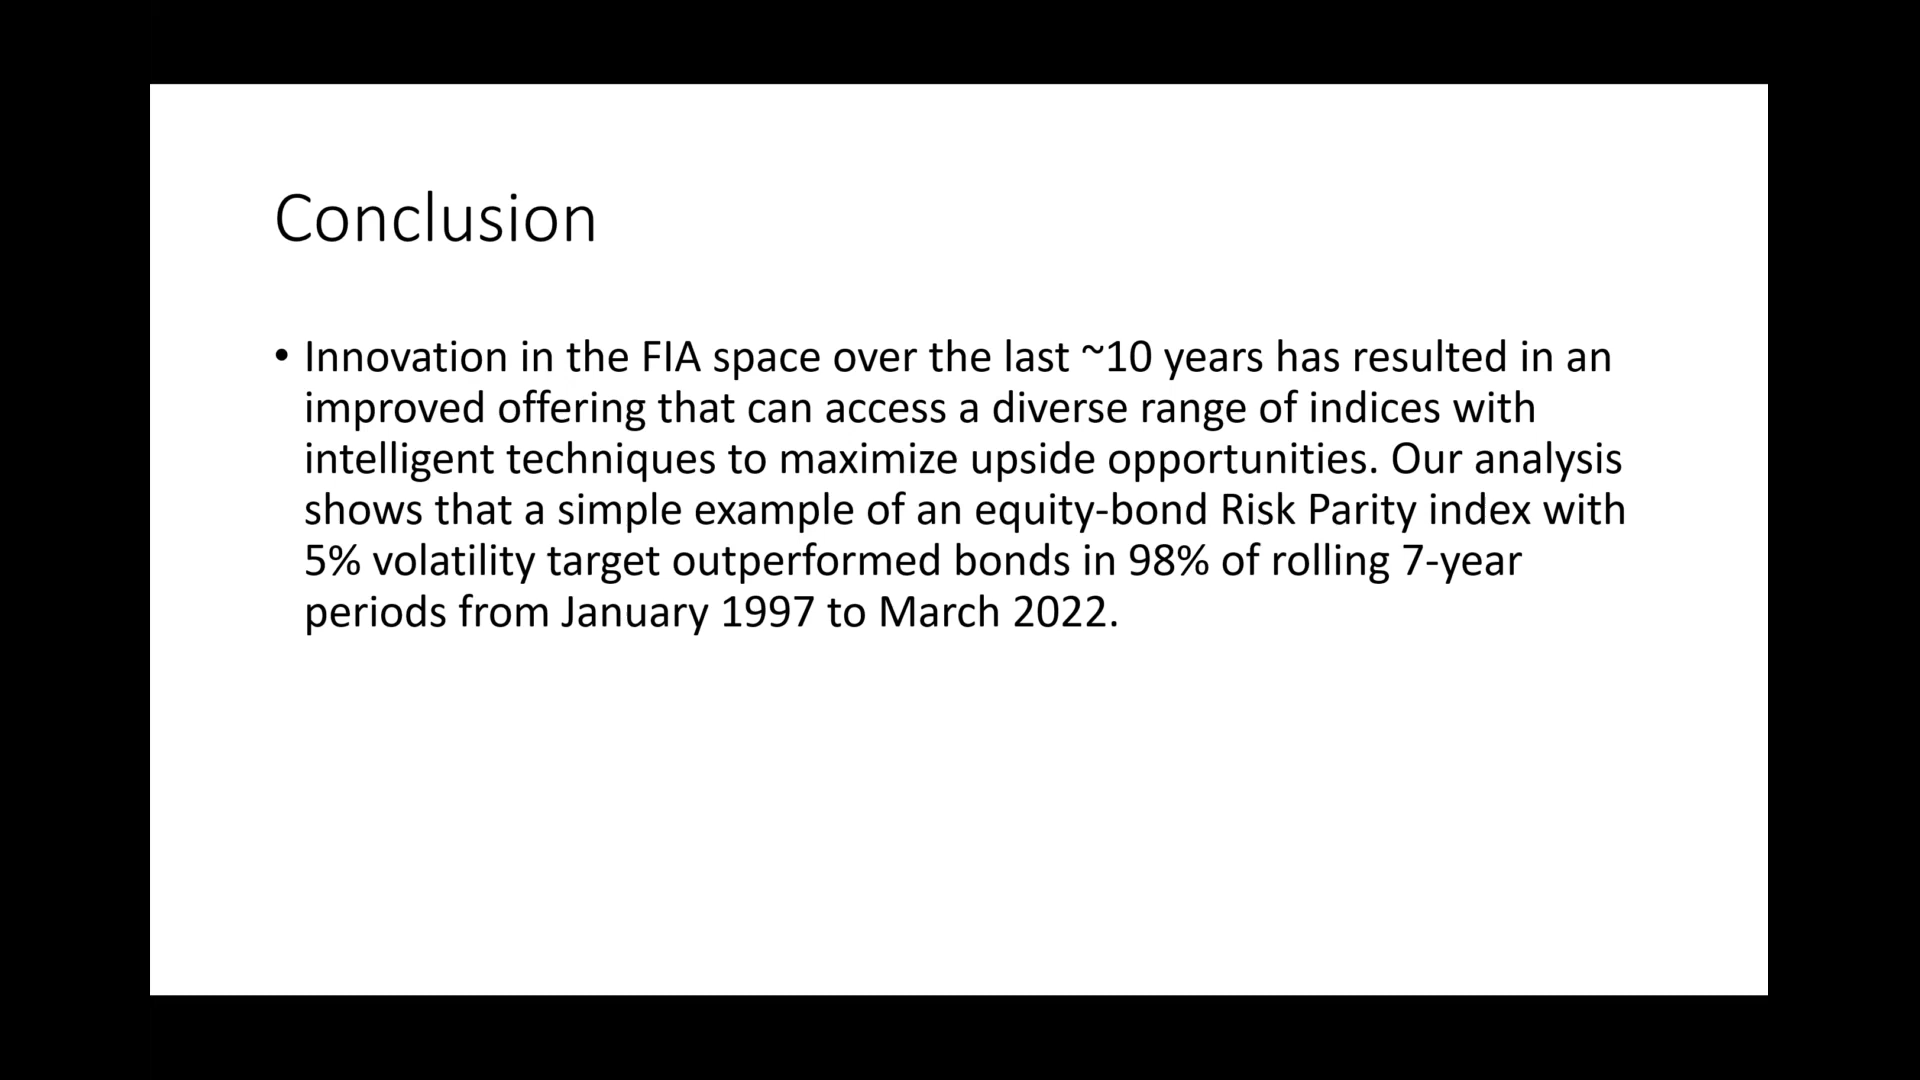 Conclusion
• Innovation in the FIA space over the last ~10 years has resulted in an
improved offering that can access a diverse range of indices with
intelligent techniques to maximize upside opportunities. Our analysis
shows that a simple example of an equity-bond Risk Parity index with
5% volatility target outperformed bonds in 98% of rolling 7-year
periods from January 1997 to March 2022.